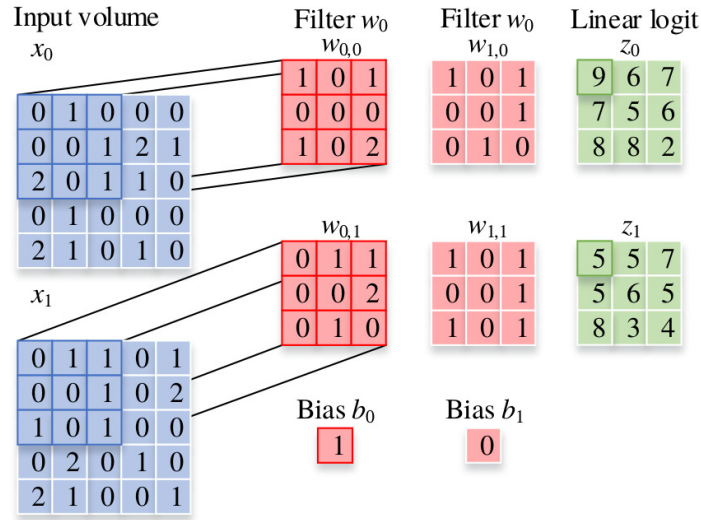 Input volume
Filter w0
Filter w0
Linear logit
x0
w0,0
w1,0
z0
0 1 0 0 0
0 0 1 2 1
2 0 1 1 0
0 1 0 0 0
2 1 0 1 0
1 0 1
0 0 0
1 0 2
1 0 1
0 0 1
0 1 0
9 6 7
7 5 6
8 8 2
x1
w0,1
w1,1
z1
0 1 1 0 1
0 0 1 0 2
1 0 1 0 0
0 2 0 1 0
2 1 0 0 1
0 1 1
0 0 2
0 1 0
1 0 1
0 0 1
1 0 1
5 5 7
5 6 5
8 3 4
Bias b0
1
Bias b1
0